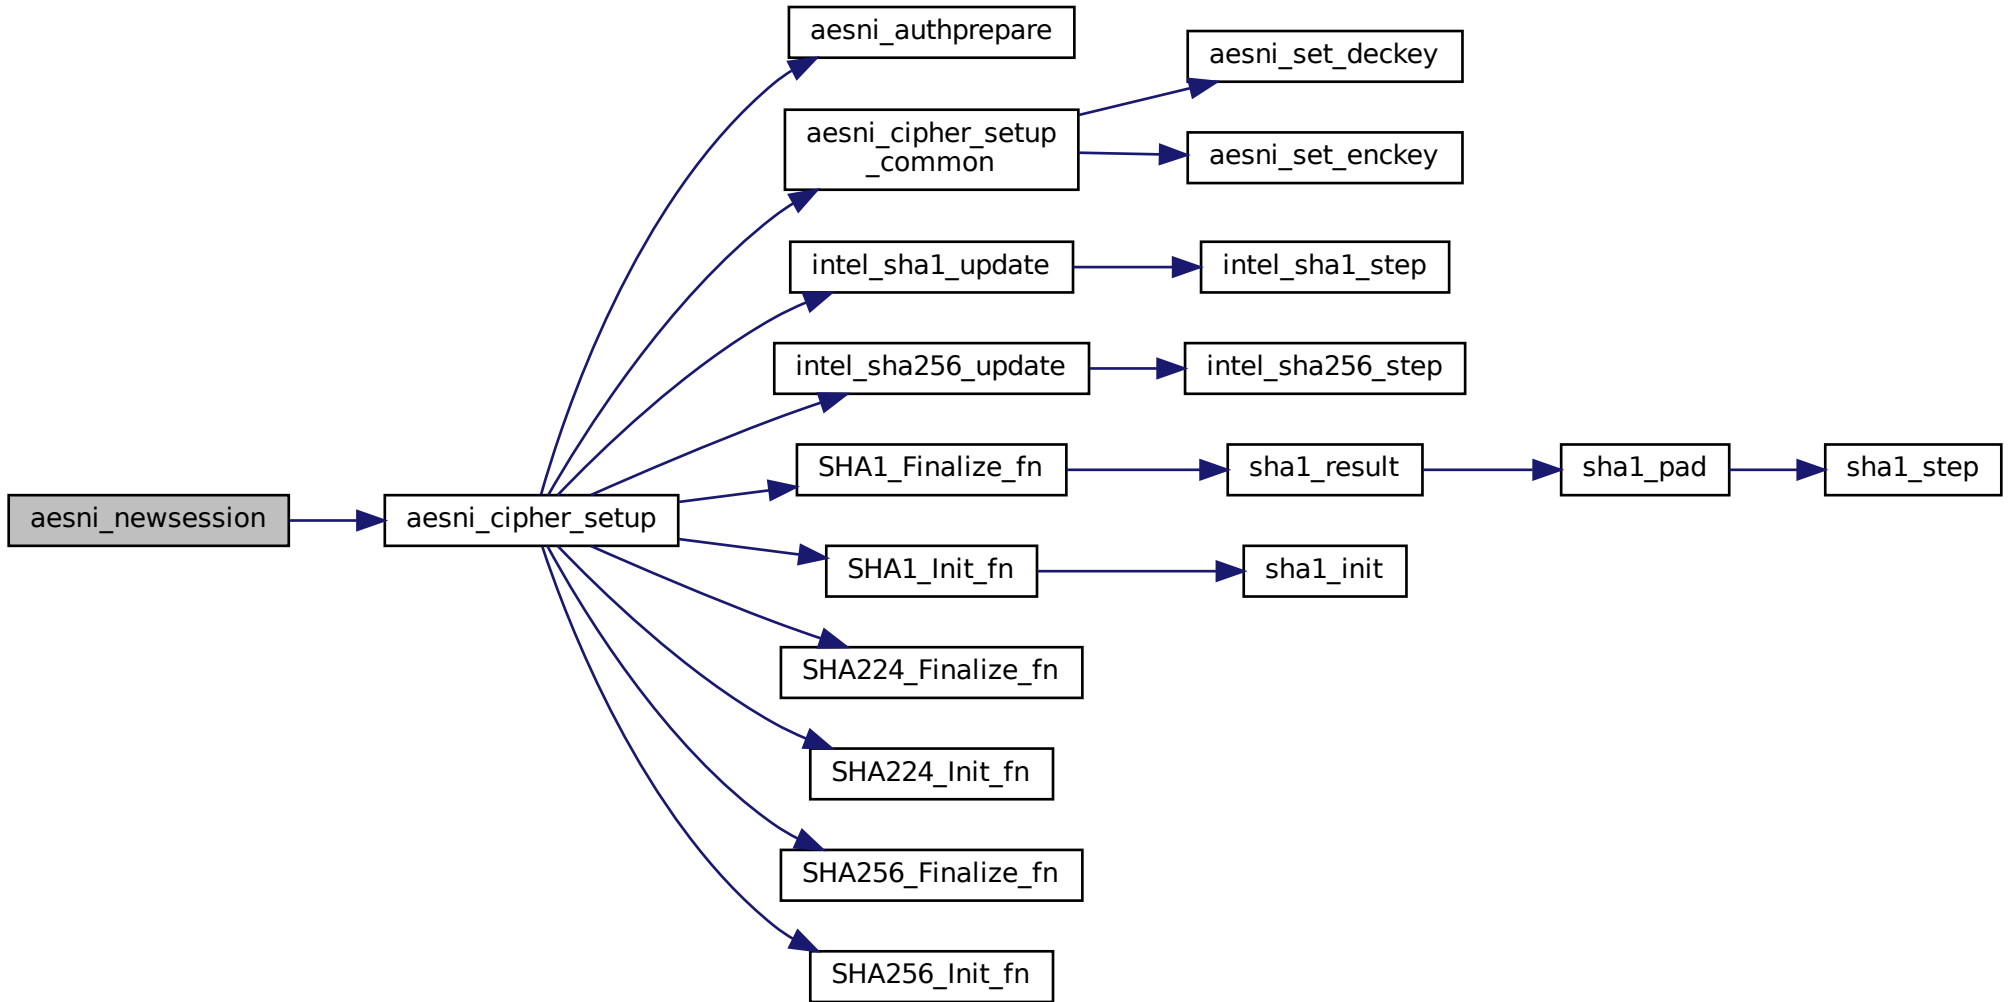 aesni_newsession
aesni_cipher_setup
aesni_authprepare
aesni_cipher_setup
_common
aesni_set_deckey
aesni_set_enckey
intel_sha1_update
intel_sha1_step
intel_sha256_update
intel_sha256_step
SHA1_Finalize_fn
sha1_result
sha1_pad
sha1_step
SHA1_Init_fn
sha1_init
SHA224_Finalize_fn
SHA224_Init_fn
SHA256_Finalize_fn
SHA256_Init_fn